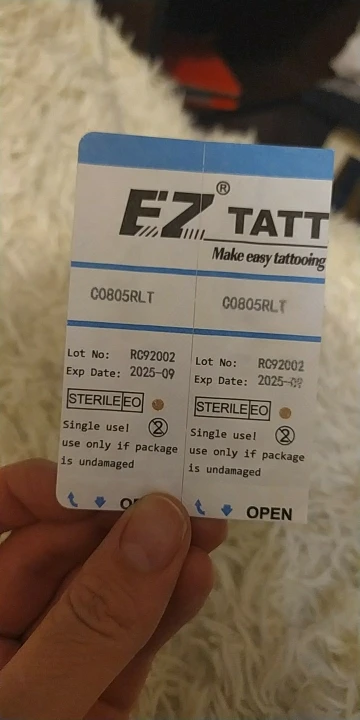 EZ® TATT
Make easy tattooing
C0805RLT
Lot No: RC92002
Exp Date: 2025-09
STERILE EO
Single use!
use only if package
is undamaged
C0805RLT
Lot No: RC92002
Exp Date: 2025-09
STERILE EO
Single use!
use only if package
is undamaged
OPEN